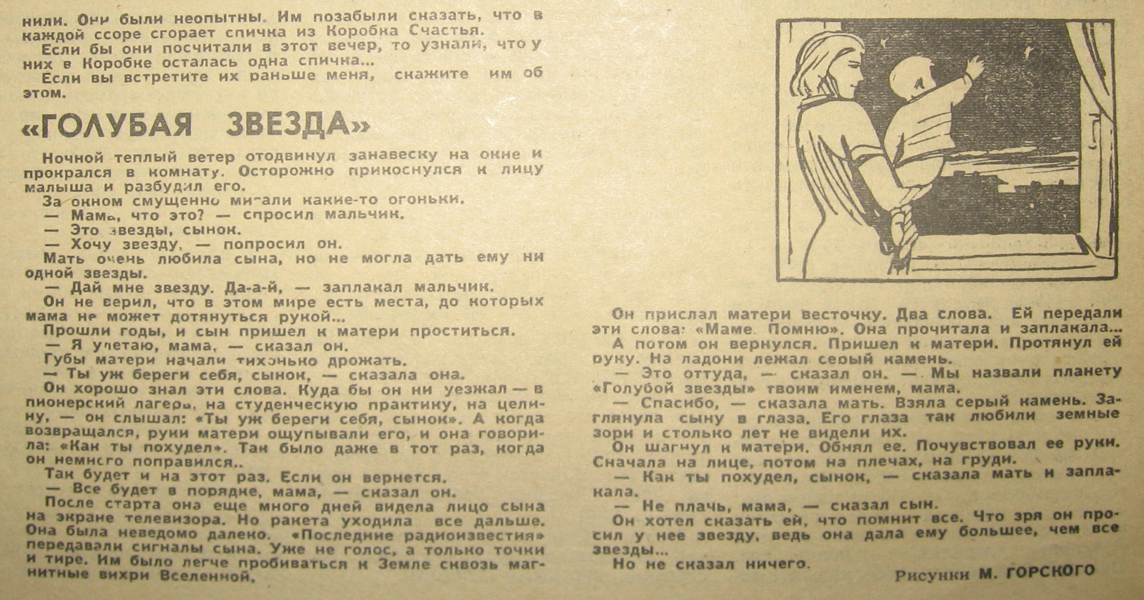 нили. Они были неопытны. Им позабыли сказать, что в
каждой ссоре сгорает спичка из Коробка Счастья.
Если бы они посчитали в этот вечер, то узнали, что у
них в Коробке осталась одна спичка...
Если вы встретите их раньше меня, скажите им об
этом.
«ГОЛУБАЯ ЗВЕЗДА»
Ночной теплый ветер отодвинул занавеску на окне и
прокрался в комнату. Осторожно прикоснулся к лицу
малыша и разбудил его.
За окном смущенно мигали какие-то огоньки.
— Мама, что это? — спросил мальчик.
— Это звезды, сынок.
— Хочу звезду, — попросил он.
Мать очень любила сына, но не могла дать ему ни
одной звезды.
— Дай мне звезду. Да-а-й, — заплакал мальчик.
Он не верил, что в этом мире есть места, до которых
мама не может дотянуться рукой...
Прошли годы, и сын пришел к матери проститься.
— Я улетаю, мама, — сказал он.
Губы матери начали тихонько дрожать.
— Ты уж береги себя, сынок, — сказала она.
Он хорошо знал эти слова. Куда бы он ни уезжал — в
пионерский лагерь, на студенческую практику, на цели-
ну, — он слышал: «Ты уж береги себя, сынок». А когда
возвращался, руки матери ощупывали его, и она говори-
ла: «Как ты похудел». Так было даже в тот раз, когда
он немного поправился..
Так будет и на этот раз. Если он вернется.
— Все будет в порядке, мама, — сказал он.
После старта она еще много дней видела лицо сына
на экране телевизора. Но ракета уходила все дальше.
Она была неведомо далеко. «Последние радиоизвестия»
передавали сигналы сына. Уже не голос, а только точки
и тире. Им было легче пробиваться к Земле сквозь маг-
нитные вихри Вселенной.
Он прислал матери весточку. Два слова. Ей передали
эти слова: «Маме. Помню». Она прочитала и заплакала...
А потом он вернулся. Пришел к матери. Протянул ей
руку. На ладони лежал серый камень.
— Это оттуда, — сказал он. — Мы назвали планету
«Голубой звезды» твоим именем, мама.
— Спасибо, — сказала мать. Взяла серый камень. За-
глянула сыну в глаза. Его глаза так любили земные
зори и столько лет не видели их.
Он шагнул к матери. Обнял ее. Почувствовал ее руки.
Сначала на лице, потом на плечах, на груди.
— Как ты похудел, сынок, — сказала мать и запла-
кала.
— Не плачь, мама, — сказал сын.
Он хотел сказать ей, что помнит все. Что зря он про-
сил у нее звезду, ведь она дала ему большее, чем все
звезды...
Но не сказал ничего.
Рисунки М. ГОРСКОГО